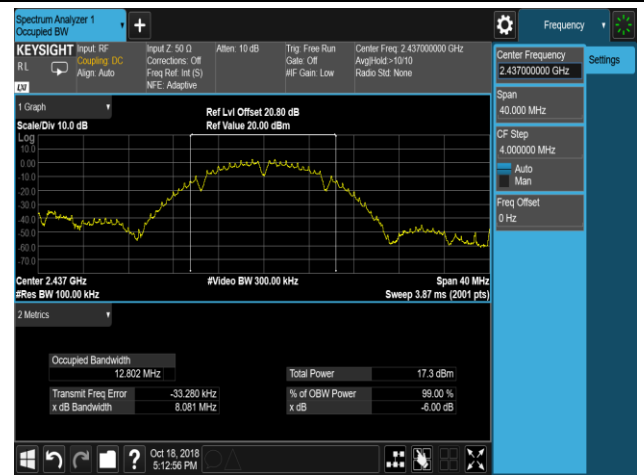 Spectrum Analyzer 1
Occupied BW
Frequency
KEYSIGHT
Input: RF
Coupling: DC
Align: Auto
Input Z: 50 Ω
Corrections: Off
Freq Ref: Int (S)
NFE: Adaptive
Atten: 10 dB
Trig: Free Run
Gate: Off
#IF Gain: Low
Center Freq: 2.437000000 GHz
Avg|Hold:>10/10
Radio Std: None
RL
LXI
Center Frequency
2.437000000 GHz
Settings
Span
40.000 MHz
CF Step
4.000000 MHz
Auto
Man
Freq Offset
0 Hz
1 Graph
Scale/Div 10.0 dB
Ref Lvl Offset 20.80 dB
Ref Value 20.00 dBm
Log
10.0
0.00
-10.0
-20.0
-30.0
-40.0
-50.0
-60.0
-70.0
Center 2.437 GHz
#Video BW 300.00 kHz
Span 40 MHz
#Res BW 100.00 kHz
Sweep 3.87 ms (2001 pts)
2 Metrics
Occupied Bandwidth
12.802 MHz
Total Power 17.3 dBm
Transmit Freq Error -33.280 kHz
% of OBW Power 99.00 %
x dB Bandwidth 8.081 MHz
x dB -6.00 dB
Oct 18, 2018
5:12:56 PM